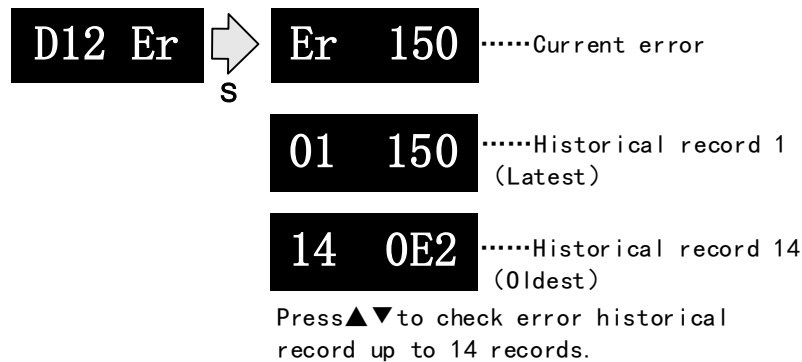 D12 Er
S
Er 150 ······Current error
01 150 ······Historical record 1
(Latest)
14 0E2 ······Historical record 14
(Oldest)
Press▲▼to check error historical
record up to 14 records.